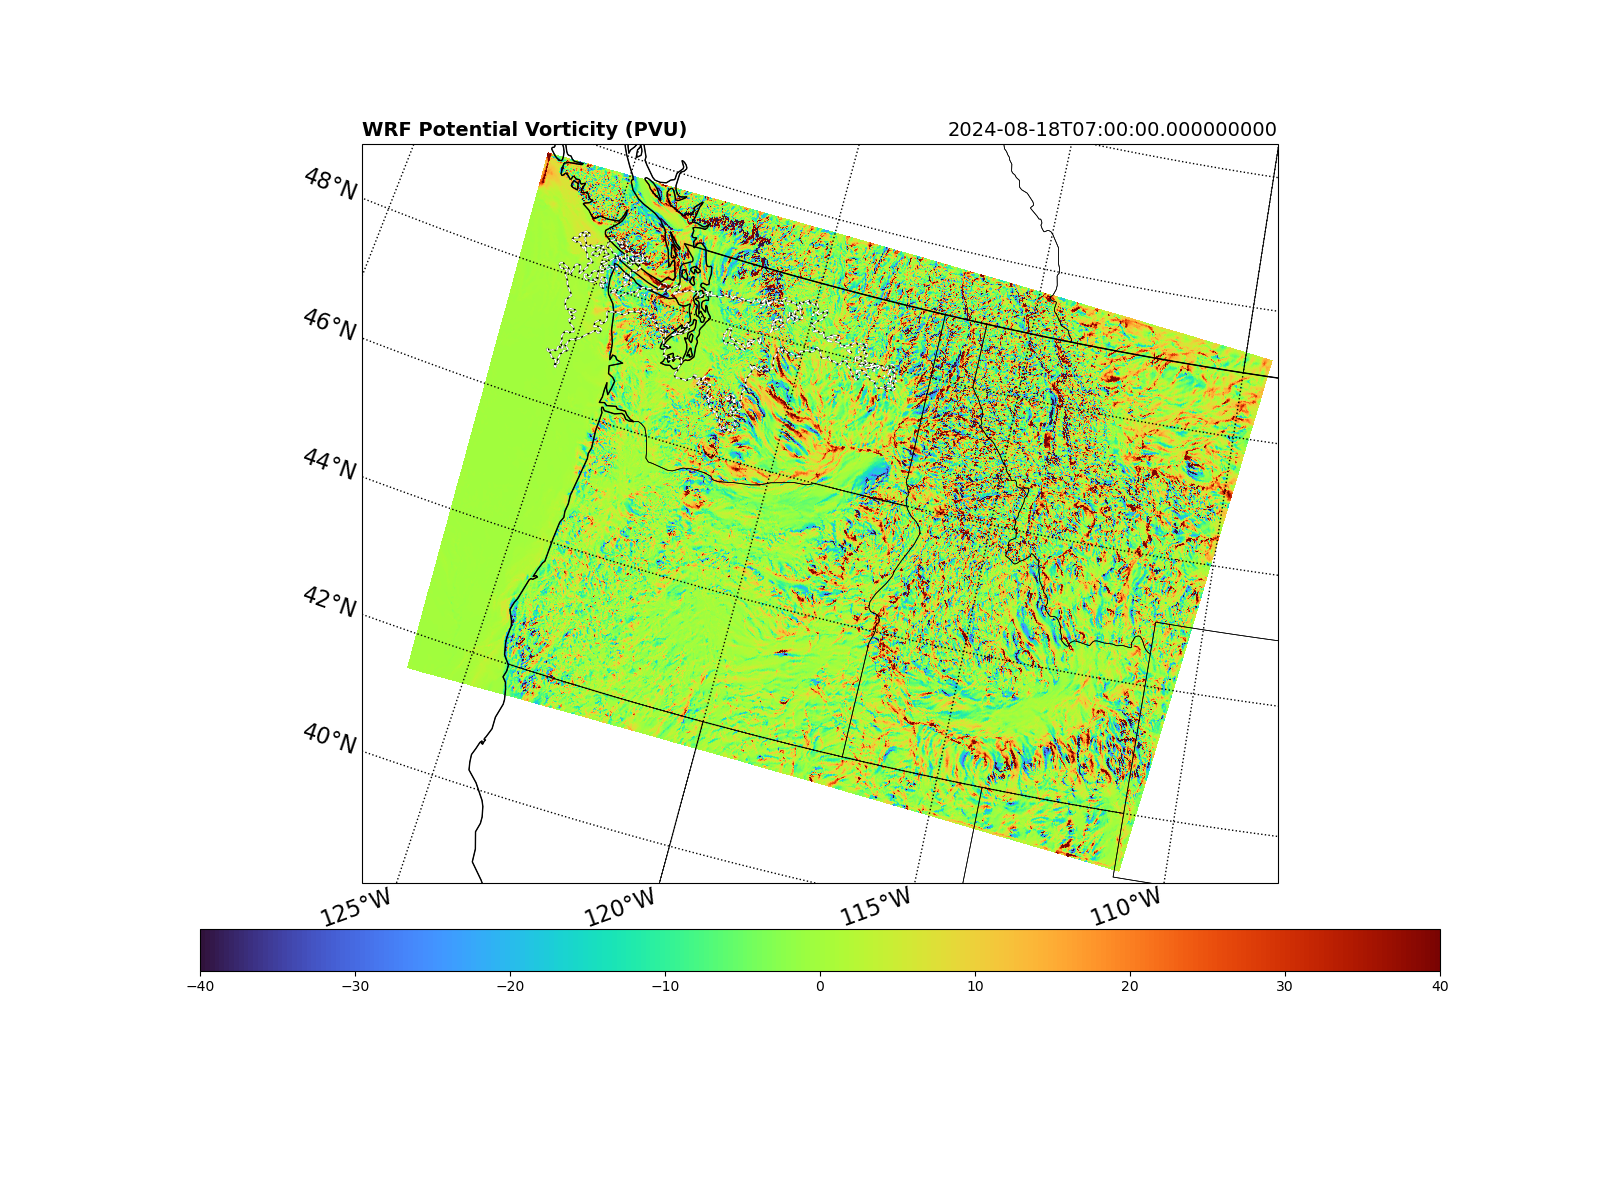 WRF Potential Vorticity (PVU) 2024-08-18T07:00:00.000000000
48°N
46°N
44°N
42°N
40°N
125°W 120°W 115°W 110°W
−40 −30 −20 −10 0 10 20 30 40